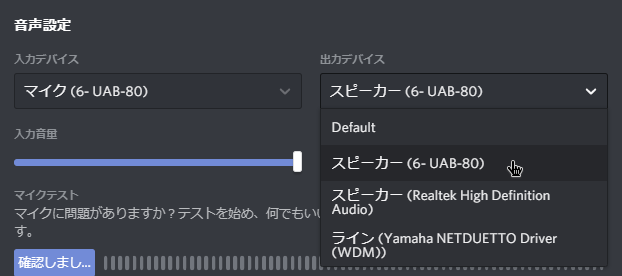 音声設定
入力デバイス
出力デバイス
マイク (6- UAB-80)
スピーカー (6- UAB-80)
Default
入力音量
スピーカー (6- UAB-80)
スピーカー (Realtek High Definition
Audio)
マイクテスト
マイクに問題がありますか？テストを始め、何でもいい
す。
ライン (Yamaha NETDUETTO Driver
(WDM))
確認しまし...